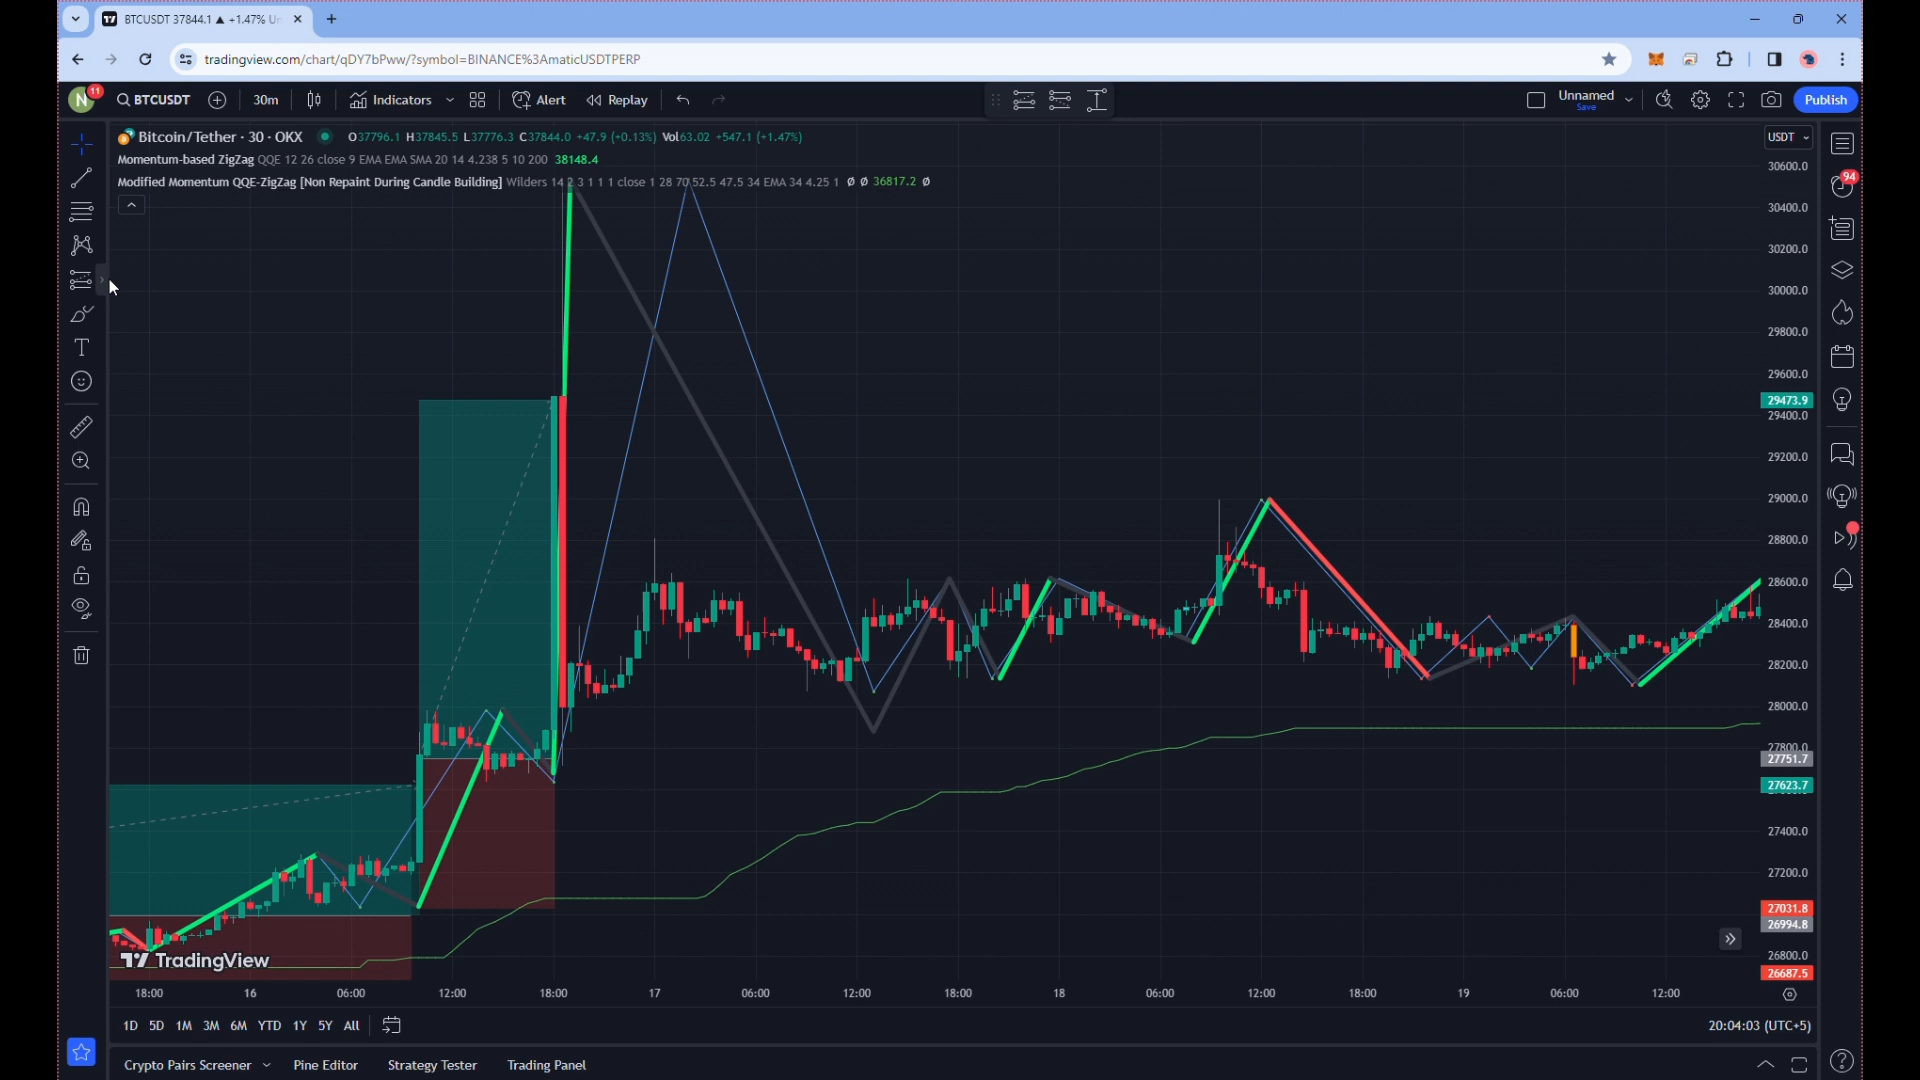 BTCUSDT 37844.1 ▲ +1.47% Un
tradingview.com/chart/qDY7bPww/?symbol=BINANCE%3AmaticUSDTPERP
N 11 BTCUSDT 30m Indicators Alert Replay Unnamed Save Publish
Bitcoin/Tether · 30 · OKX O37796.1 H37845.5 L37776.3 C37844.0 +47.9 (+0.13%) Vol63.02 +547.1 (+1.47%)
USDT
Momentum-based ZigZag QQE 12 26 close 9 EMA EMA SMA 20 14 4.238 5 10 200 38148.4
Modified Momentum QQE-ZigZag [Non Repaint During Candle Building] Wilders 14 2 3 1 1 1 close 1 28 70 52.5 47.5 34 EMA 34 4.25 1 Ø Ø 36817.2 Ø
94
30600.0
30400.0
30200.0
30000.0
29800.0
29600.0
29473.9
29400.0
29200.0
29000.0
28800.0
28600.0
28400.0
28200.0
28000.0
27800.0
27751.7
27623.7
27400.0
27200.0
27031.8
26994.8
26800.0
26687.5
TradingView
18:00 16 06:00 12:00 18:00 17 06:00 12:00 18:00 18 06:00 12:00 18:00 19 06:00 12:00
1D 5D 1M 3M 6M YTD 1Y 5Y All 20:04:03 (UTC+5)
Crypto Pairs Screener Pine Editor Strategy Tester Trading Panel